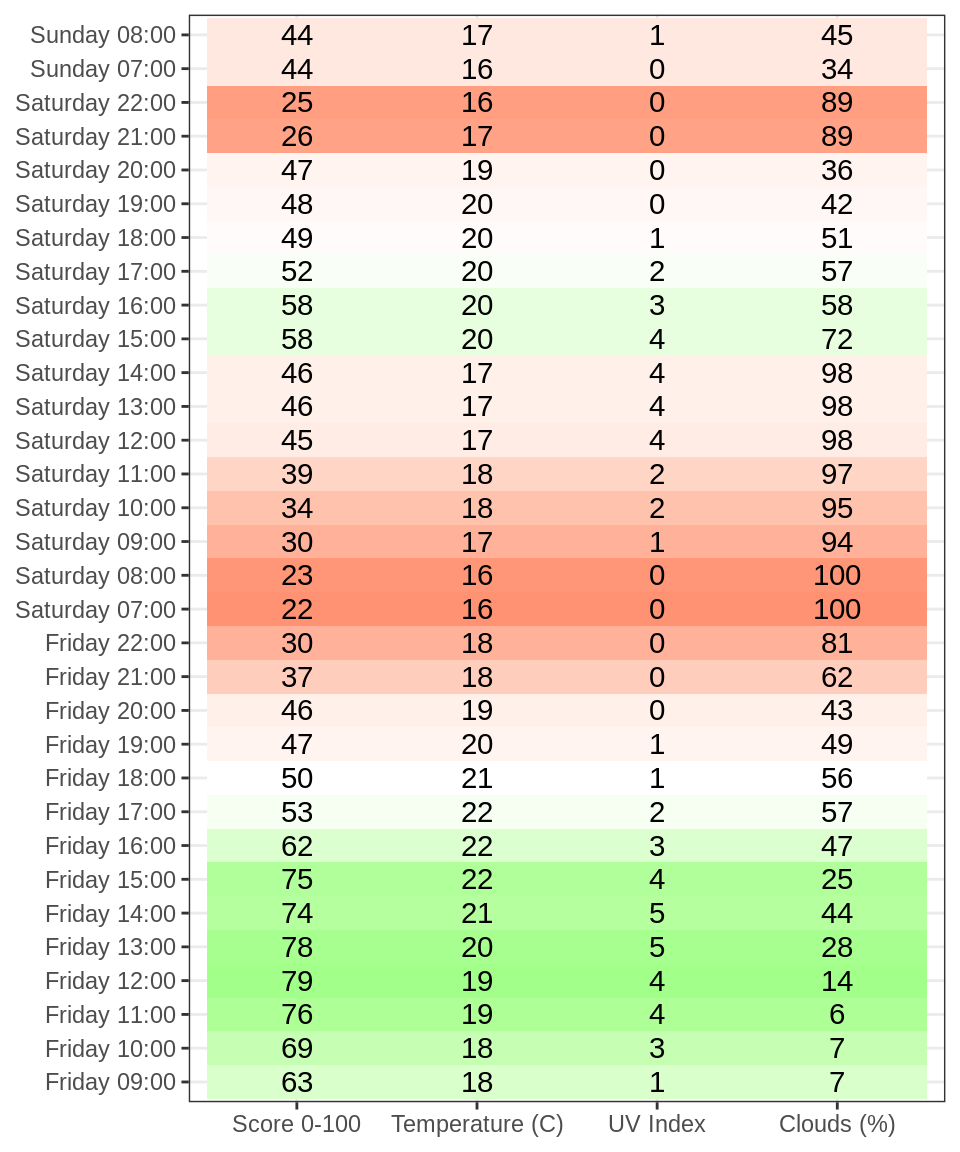 Sunday 08:00 44 17 1 45
Sunday 07:00 44 16 0 34
Saturday 22:00 25 16 0 89
Saturday 21:00 26 17 0 89
Saturday 20:00 47 19 0 36
Saturday 19:00 48 20 0 42
Saturday 18:00 49 20 1 51
Saturday 17:00 52 20 2 57
Saturday 16:00 58 20 3 58
Saturday 15:00 58 20 4 72
Saturday 14:00 46 17 4 98
Saturday 13:00 46 17 4 98
Saturday 12:00 45 17 4 98
Saturday 11:00 39 18 2 97
Saturday 10:00 34 18 2 95
Saturday 09:00 30 17 1 94
Saturday 08:00 23 16 0 100
Saturday 07:00 22 16 0 100
Friday 22:00 30 18 0 81
Friday 21:00 37 18 0 62
Friday 20:00 46 19 0 43
Friday 19:00 47 20 1 49
Friday 18:00 50 21 1 56
Friday 17:00 53 22 2 57
Friday 16:00 62 22 3 47
Friday 15:00 75 22 4 25
Friday 14:00 74 21 5 44
Friday 13:00 78 20 5 28
Friday 12:00 79 19 4 14
Friday 11:00 76 19 4 6
Friday 10:00 69 18 3 7
Friday 09:00 63 18 1 7
Score 0-100 Temperature (C) UV Index Clouds (%)